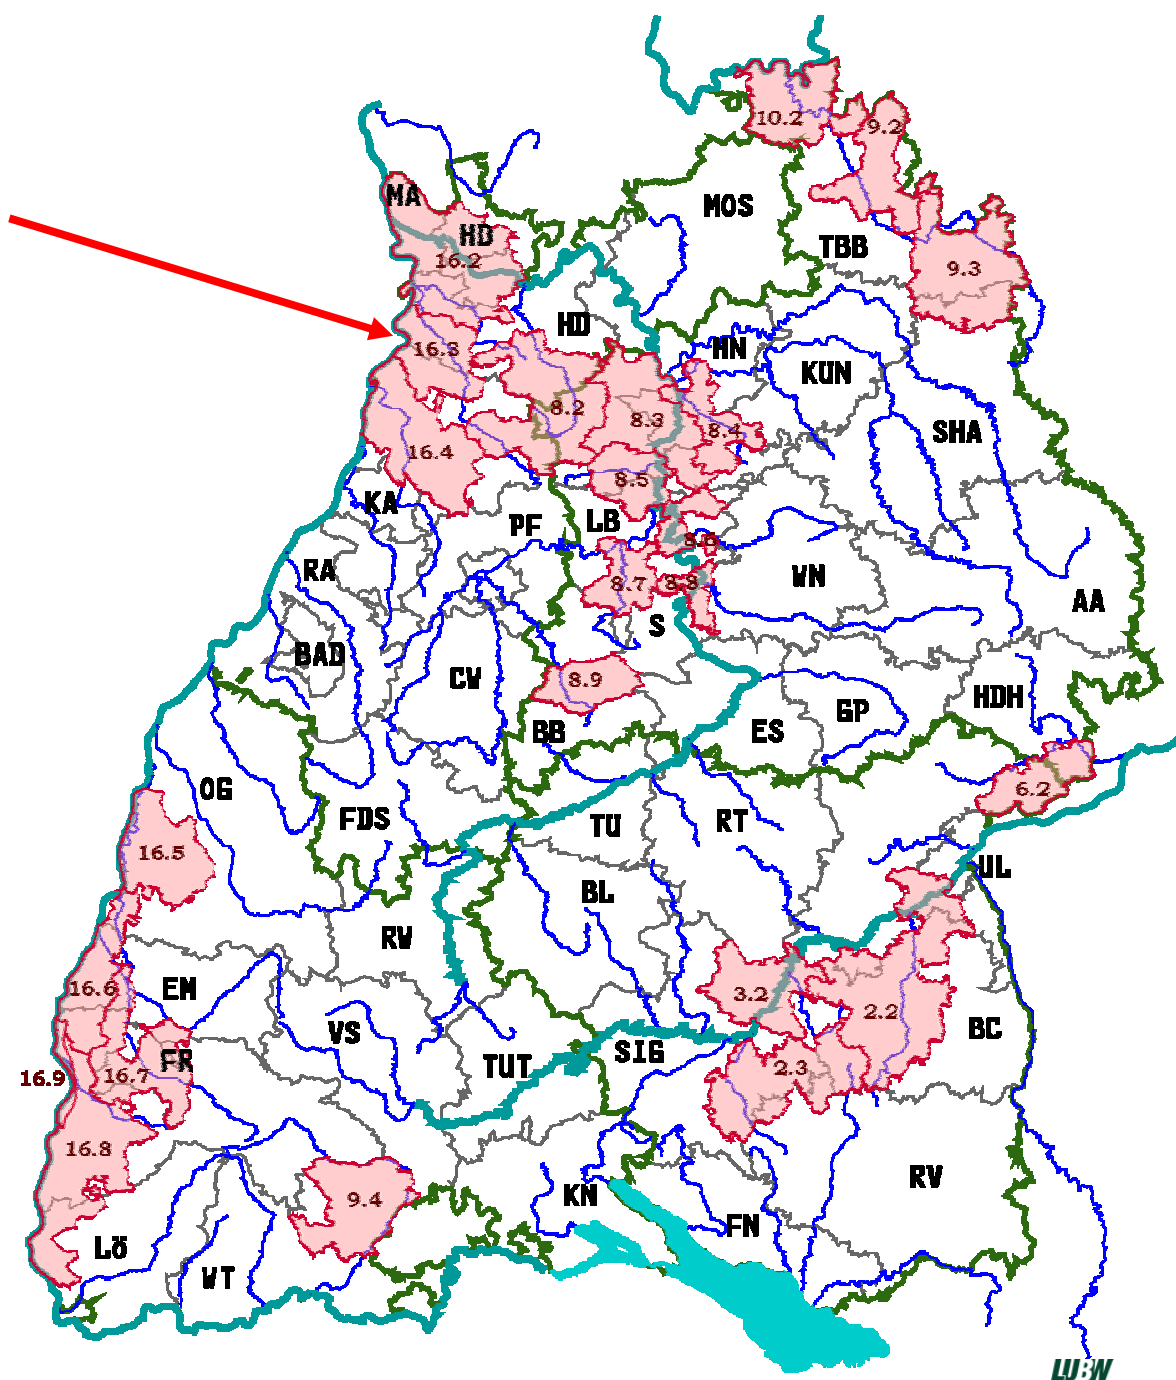 10.2
9.2
MA
MOS
HD
TBB
16.2
9.3
HD
16.3
HN
KÜN
8.2
8.3
8.4
SHA
16.4
8.5
KA
PF
LB
8.6
RA
8.7
8.8
WN
AA
S
BAD
CW
8.9
HDH
GP
BB
ES
OG
6.2
FDS
TU
RT
16.5
UL
BL
RW
16.6
EM
3.2
2.2
BC
VS
SIG
FR
TUT
2.3
16.9
16.7
16.8
RV
9.4
KN
FN
LÖ
WT
LUBW